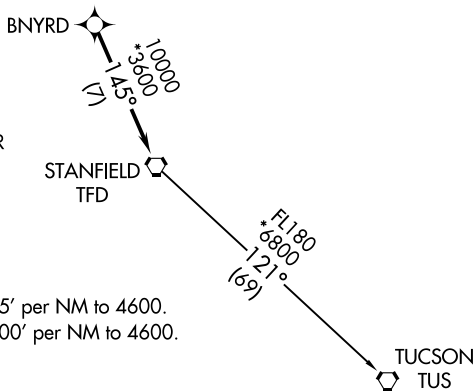 BNYRD
10000
*3600
145°
(7)
R
STANFIELD
TFD
FL180
*6800
121°
(69)
5' per NM to 4600.
00' per NM to 4600.
TUCSON
TUS